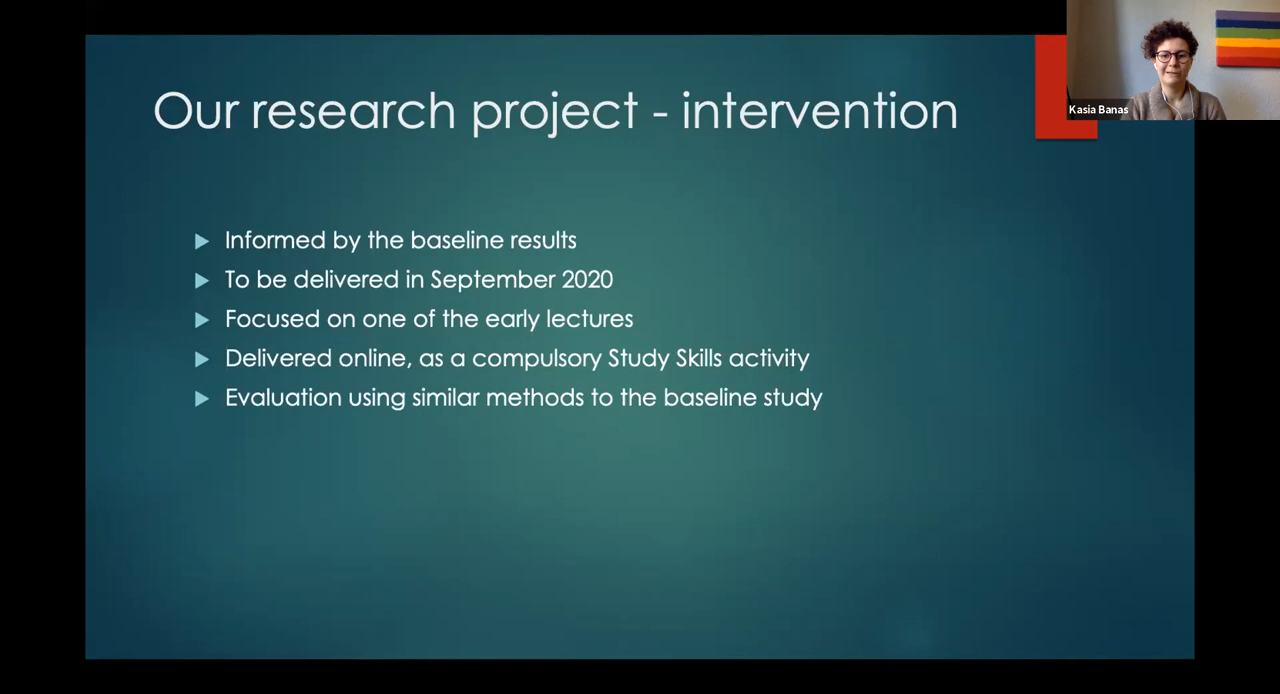 Our research project - intervention
Kasia Banas
Informed by the baseline results
To be delivered in September 2020
Focused on one of the early lectures
Delivered online, as a compulsory Study Skills activity
Evaluation using similar methods to the baseline study